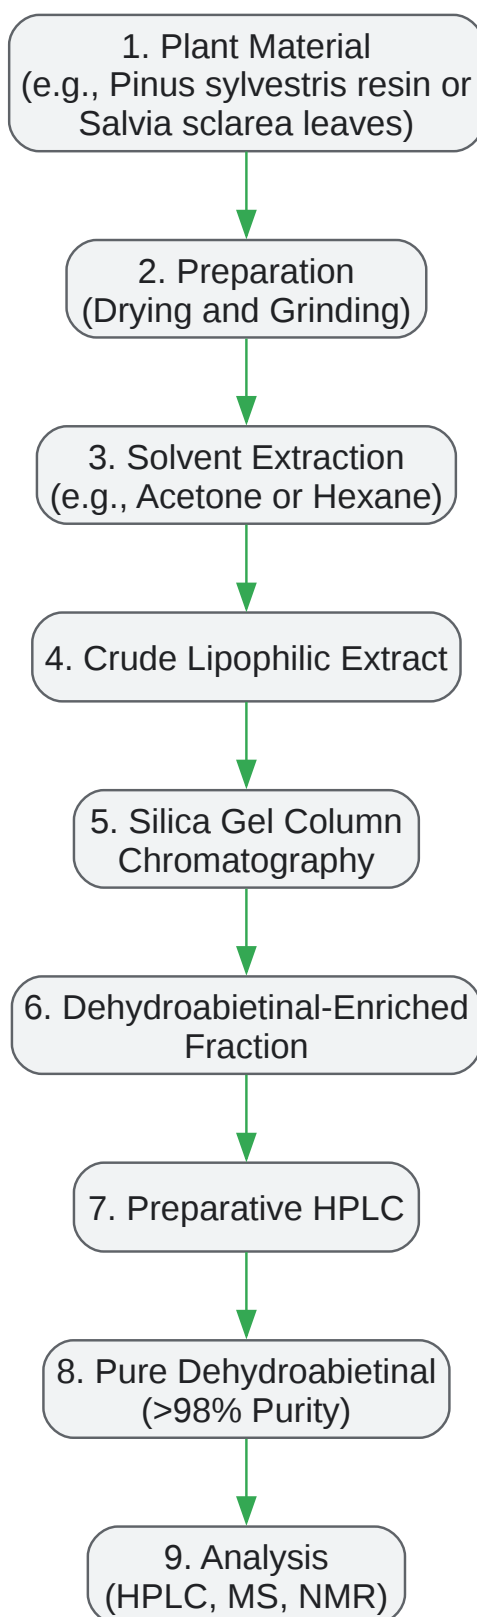 1. Plant Material
(e.g., Pinus sylvestris resin or
Salvia sclarea leaves)
2. Preparation
(Drying and Grinding)
3. Solvent Extraction
(e.g., Acetone or Hexane)
4. Crude Lipophilic Extract
5. Silica Gel Column
Chromatography
6. Dehydroabietinal-Enriched
Fraction
7. Preparative HPLC
8. Pure Dehydroabietinal
(>98% Purity)
9. Analysis
(HPLC, MS, NMR)